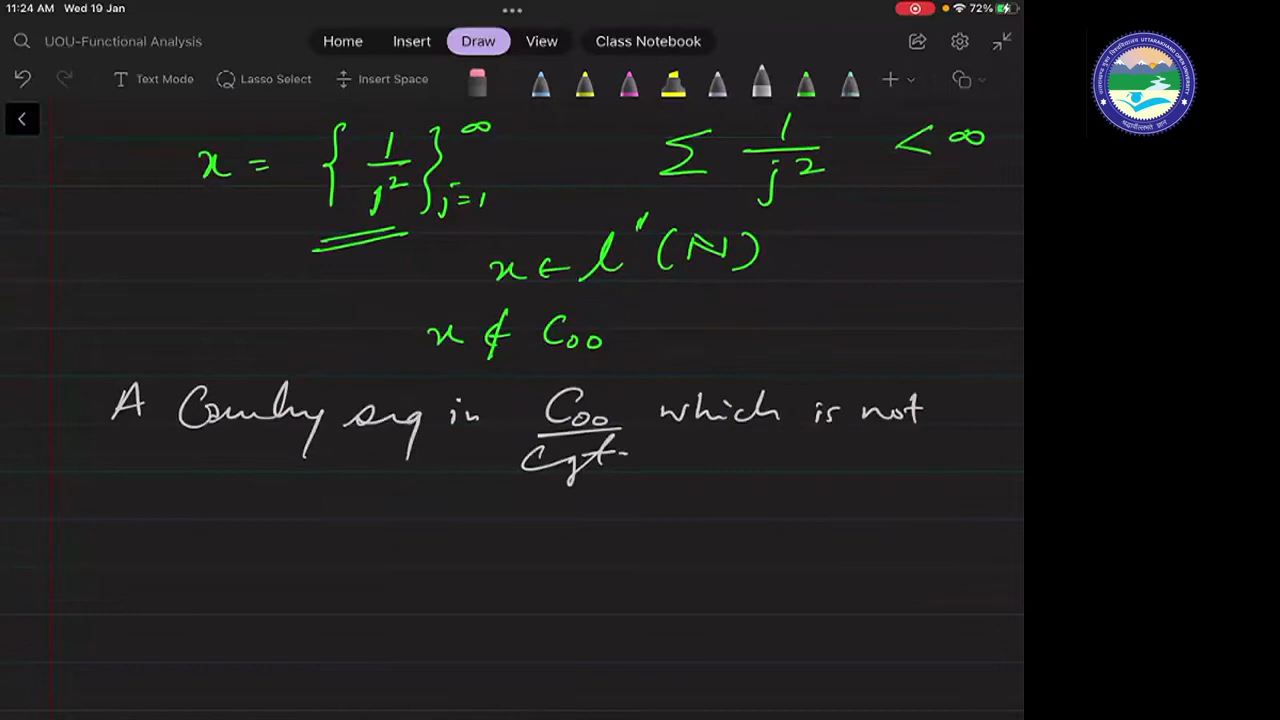 11:24 AM Wed 19 Jan
72%
UOU-Functional Analysis
Home Insert Draw View Class Notebook
Text Mode Lasso Select Insert Space
x = { 1/j² }_{j=1}^∞ Σ 1/j² < ∞
x ∈ l¹(ℕ)
x ∉ C₀₀
A Cauchy seq in C₀₀ which is not
cgt.